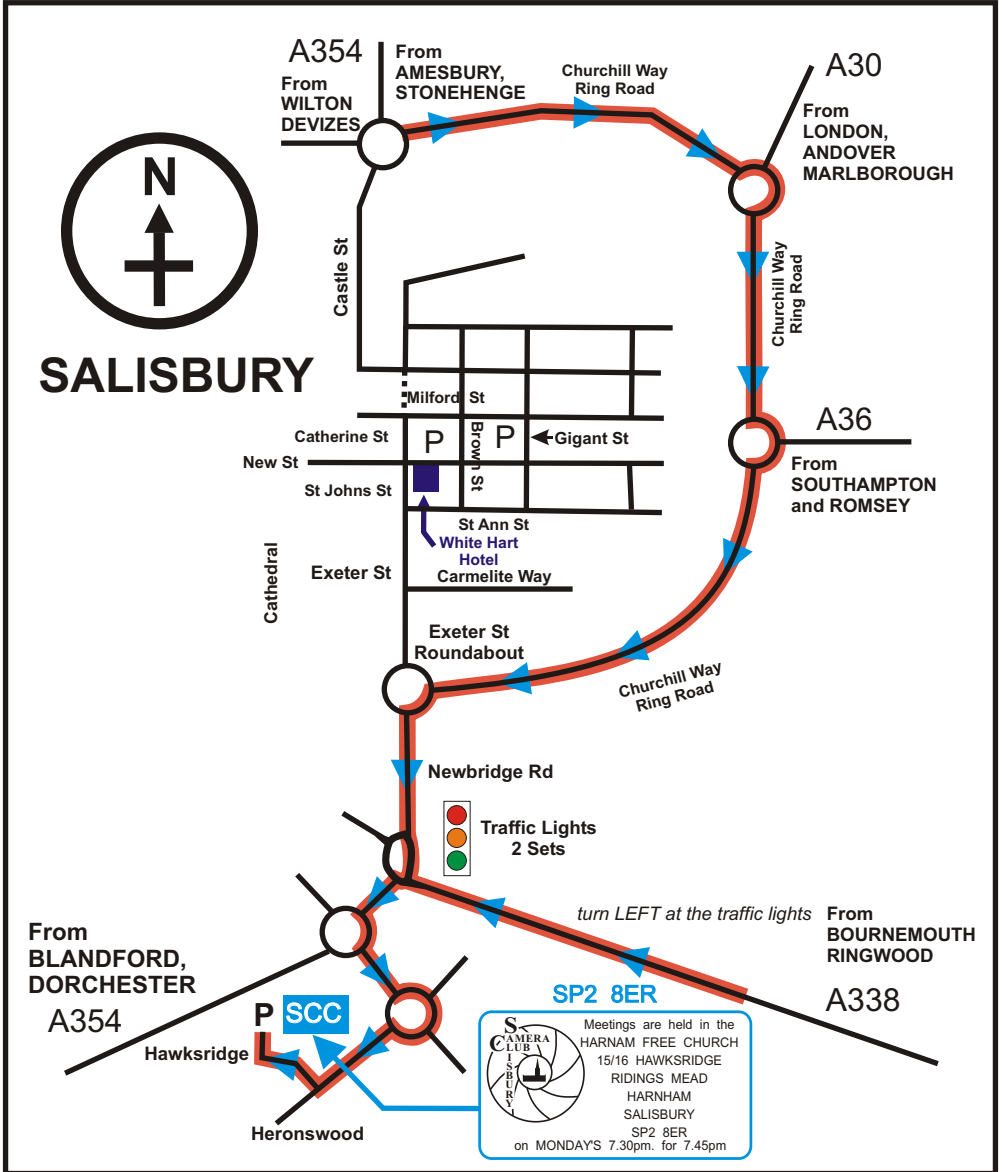 A354
From
AMESBURY,
STONEHENGE
From
WILTON
DEVIZES
Churchill Way
Ring Road
A30
From
LONDON,
ANDOVER
MARLBOROUGH
N
SALISBURY
Castle St
Churchill Way
Ring Road
Milford St
Catherine St
P
Brown St
P
Gigant St
A36
From
SOUTHAMPTON
and ROMSEY
New St
St Johns St
St Ann St
White Hart
Hotel
Cathedral
Exeter St
Carmelite Way
Exeter St
Roundabout
Churchill Way
Ring Road
Newbridge Rd
Traffic Lights
2 Sets
turn LEFT at the traffic lights
From
BOURNEMOUTH
RINGWOOD
A338
From
BLANDFORD,
DORCHESTER
A354
P
SCC
Hawksridge
Heronswood
SP2 8ER
SALISBURY
CAMERA
CLUB
Meetings are held in the
HARNAM FREE CHURCH
15/16 HAWKSRIDGE
RIDINGS MEAD
HARNHAM
SALISBURY
SP2 8ER
on MONDAY'S 7.30pm. for 7.45pm